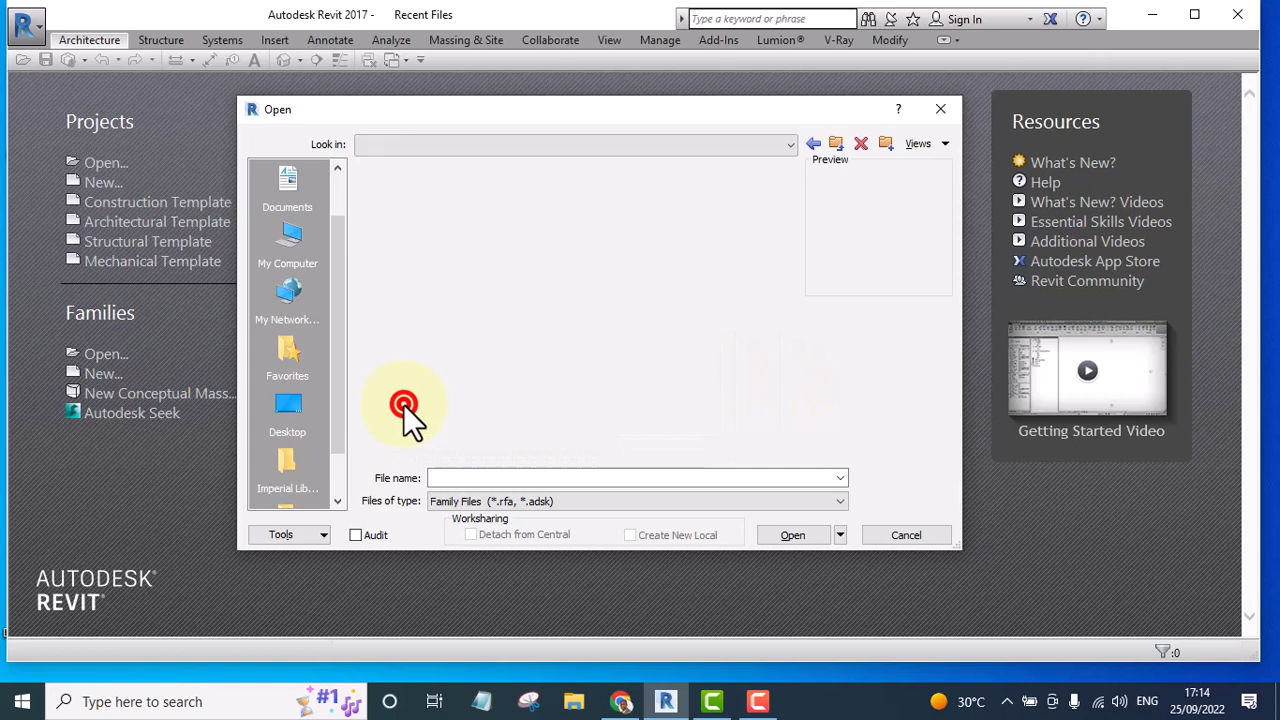 Autodesk Revit 2017 - Recent Files
Type a keyword or phrase
Sign In
Architecture Structure Systems Insert Annotate Analyze Massing & Site Collaborate View Manage Add-Ins Lumion® V-Ray Modify
Projects
Open...
New...
Construction Template
Architectural Template
Structural Template
Mechanical Template
Families
Open...
New...
New Conceptual Mass...
Autodesk Seek
AUTODESK®
REVIT®
Open
Look in:
Views
Preview
Documents
My Computer
My Network...
Favorites
Desktop
Imperial Lib...
File name:
Files of type: Family Files (*.rfa, *.adsk)
Worksharing
Tools
Audit
Detach from Central
Create New Local
Open
Cancel
Resources
What's New?
Help
What's New? Videos
Essential Skills Videos
Additional Videos
Autodesk App Store
Revit Community
Getting Started Video
:0
Type here to search
#1
30°C
ENG
17:14
25/09/2022